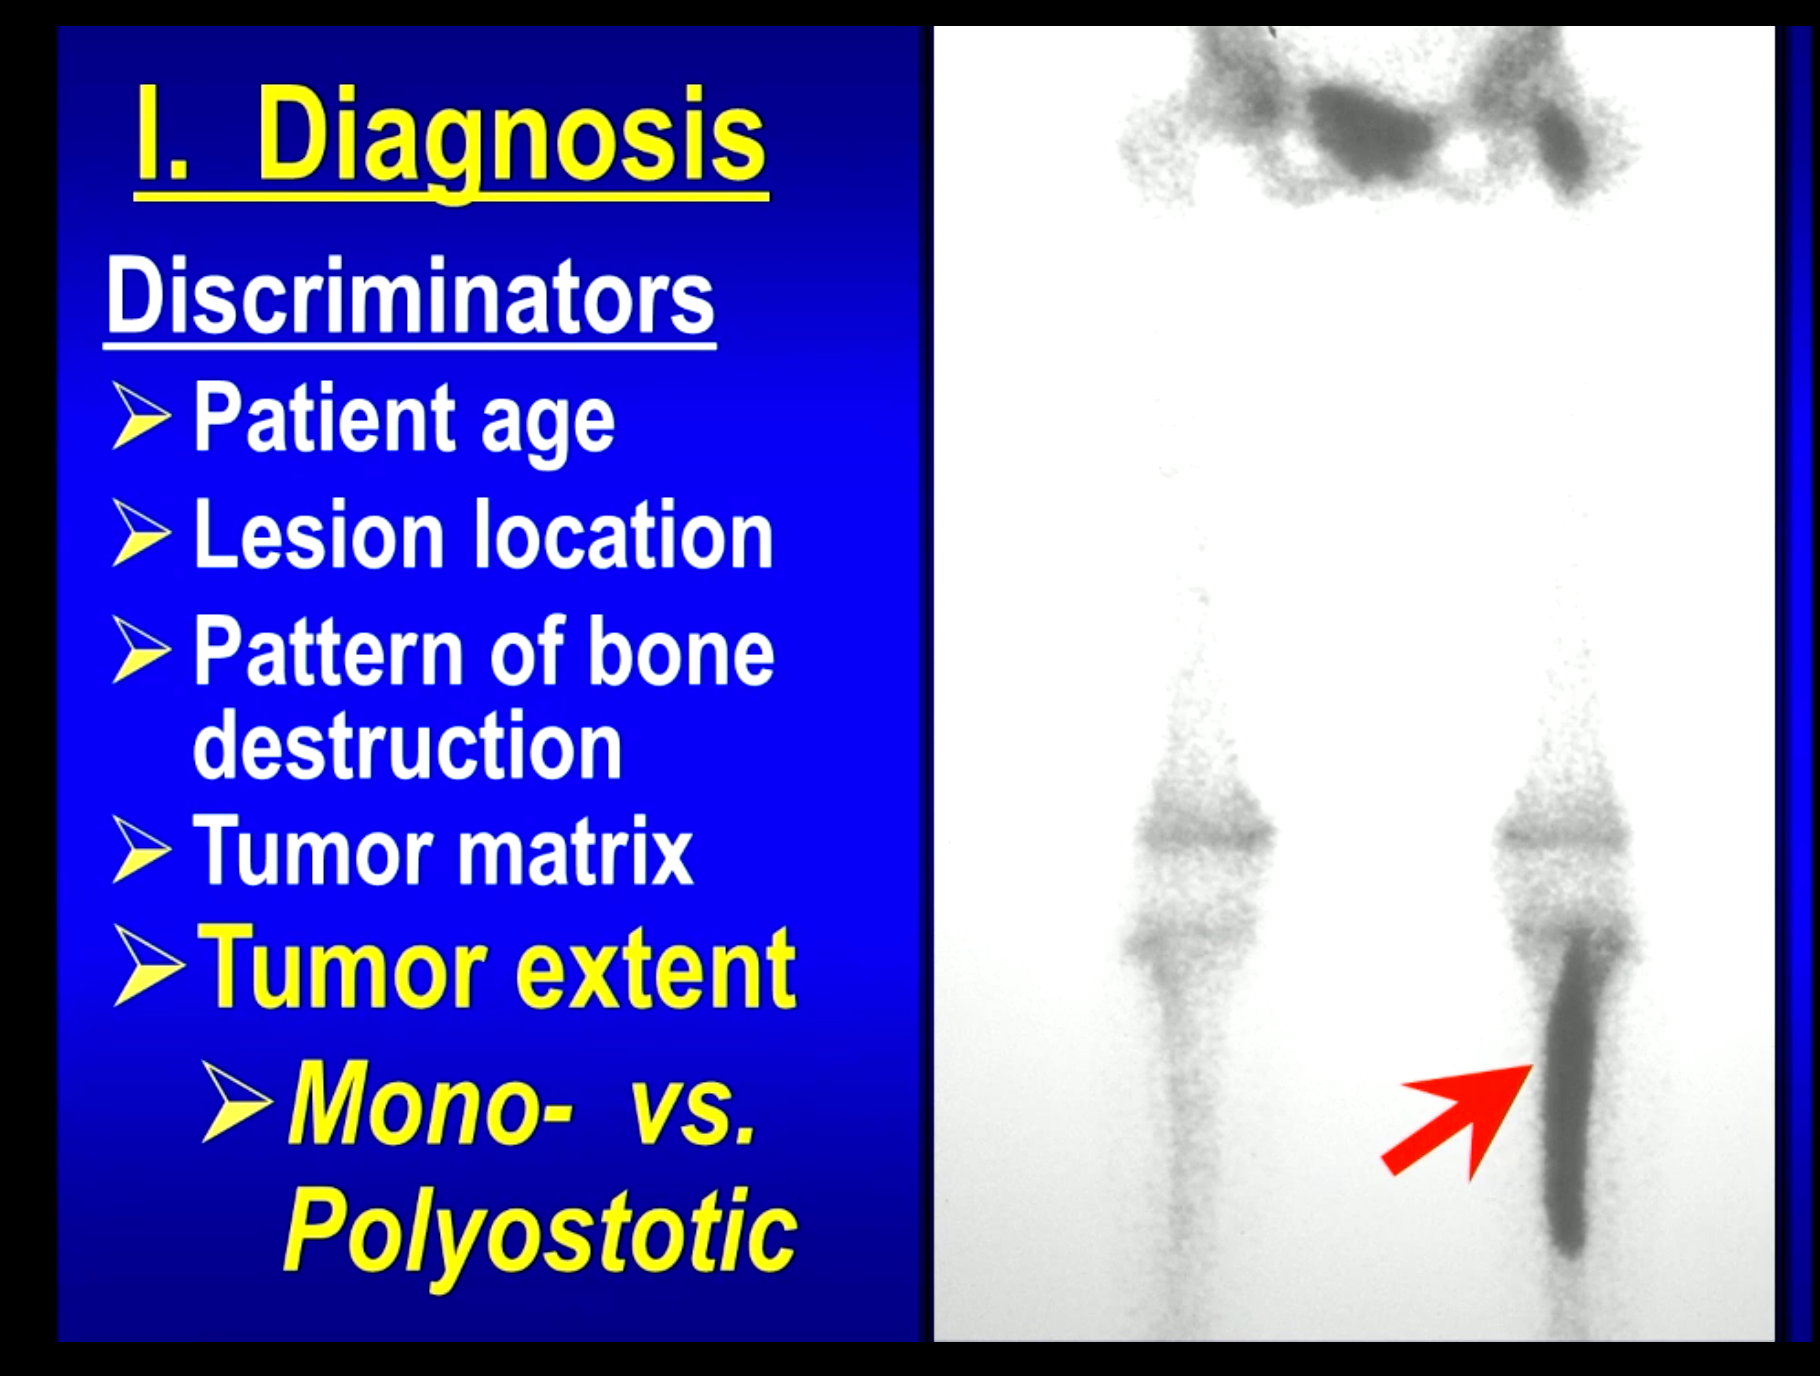 I. Diagnosis
Discriminators
Patient age
Lesion location
Pattern of bone
destruction
Tumor matrix
Tumor extent
Mono- vs.
Polyostotic